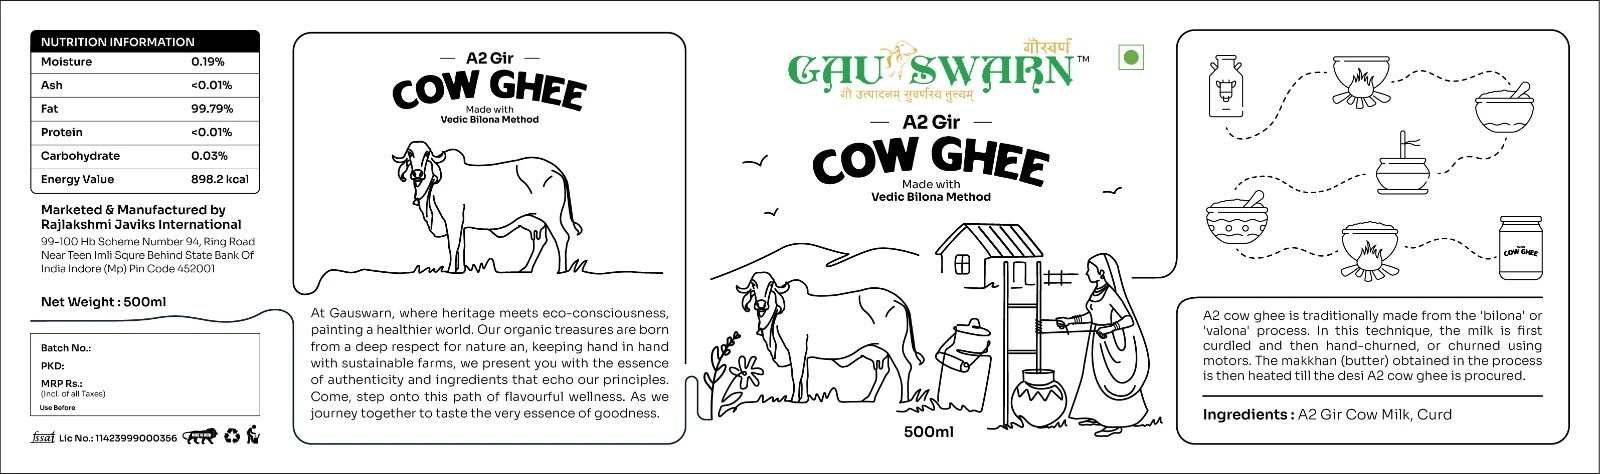 NUTRITION INFORMATION
Moisture 0.19%
Ash <0.01%
Fat 99.79%
Protein <0.01%
Carbohydrate 0.03%
Energy Value 898.2 kcal
Marketed & Manufactured by
Rajlakshmi Javiks International
99-100 Hb Scheme Number 94, Ring Road
Near Teen Imli Squre Behind State Bank Of
India Indore (Mp) Pin Code 452001
Net Weight : 500ml
Batch No.:
PKD:
MRP Rs.:
(Incl. of all Taxes)
Use Before
fssai Lic No.: 11423999000356
A2 Gir
COW GHEE
Made with
Vedic Bilona Method
At Gauswarn, where heritage meets eco-consciousness,
painting a healthier world. Our organic treasures are born
from a deep respect for nature an, keeping hand in hand
with sustainable farms, we present you with the essence
of authenticity and ingredients that echo our principles.
Come, step onto this path of flavourful wellness. As we
journey together to taste the very essence of goodness.
गौस्वर्ण
GAUSWARN™
गौ उत्पादनम् सुवर्णस्य तुल्यम्
A2 Gir
COW GHEE
Made with
Vedic Bilona Method
500ml
COW GHEE
A2 cow ghee is traditionally made from the 'bilona' or
'valona' process. In this technique, the milk is first
curdled and then hand-churned, or churned using
motors. The makkhan (butter) obtained in the process
is then heated till the desi A2 cow ghee is procured.
Ingredients : A2 Gir Cow Milk, Curd